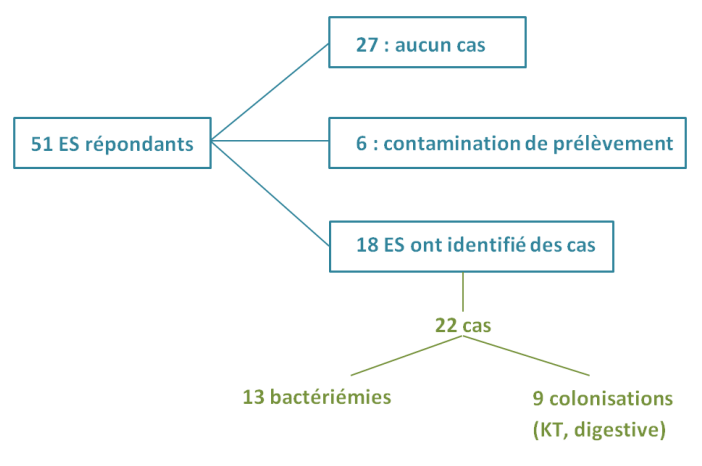 27 : aucun cas
51 ES répondants
6 : contamination de prélèvement
18 ES ont identifié des cas
22 cas
13 bactériémies
9 colonisations
(KT, digestive)